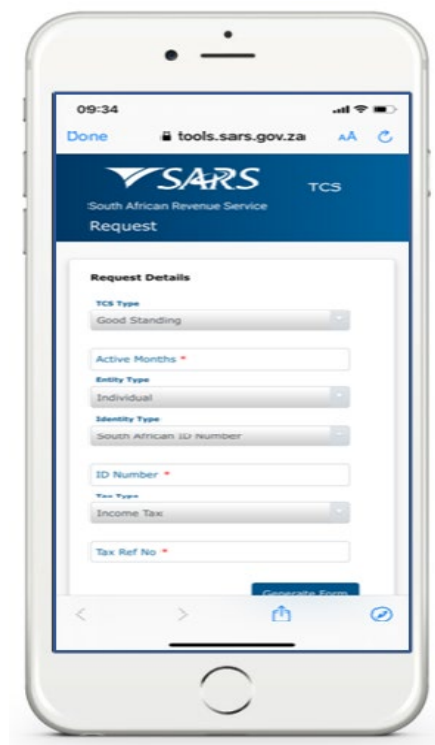 09:34
Done tools.sars.gov.za AA
SARS TCS
South African Revenue Service
Request
Request Details
TCS Type
Good Standing
Active Months *
Entity Type
Individual
Identity Type
South African ID Number
ID Number *
Tax Type
Income Tax
Tax Ref No *
Generate Form